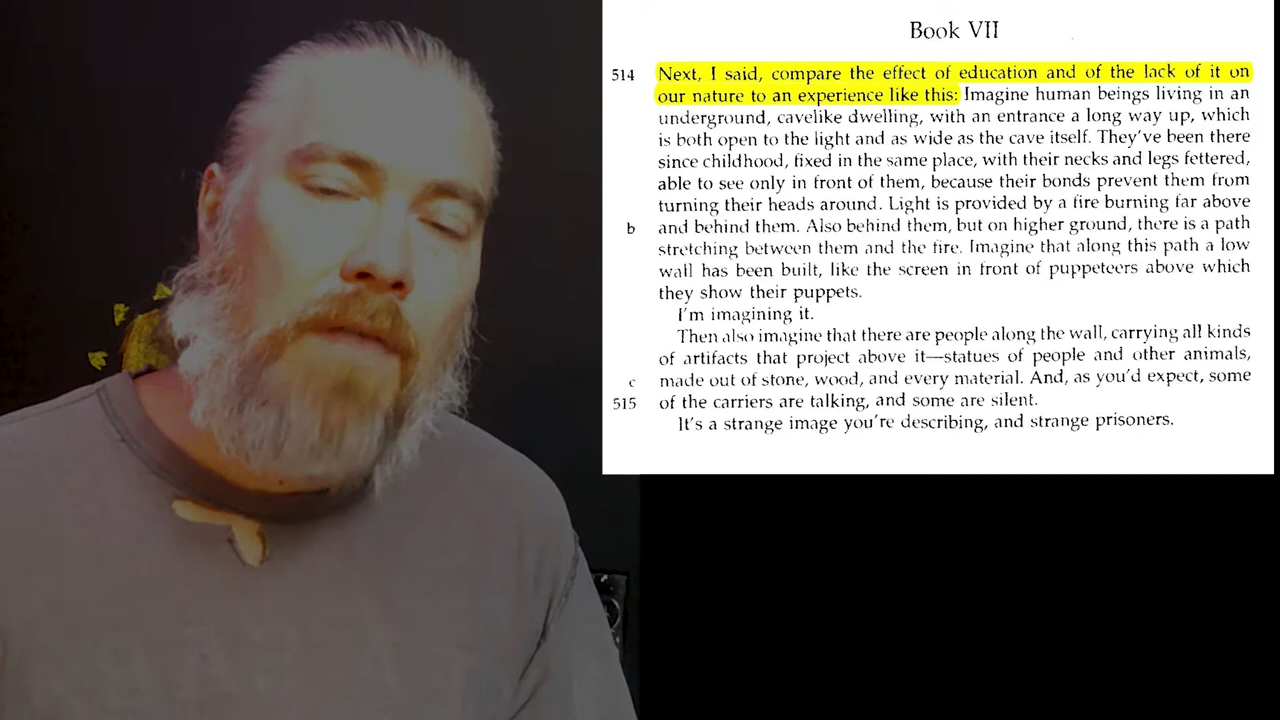 Book VII
514 Next, I said, compare the effect of education and of the lack of it on
our nature to an experience like this: Imagine human beings living in an
underground, cavelike dwelling, with an entrance a long way up, which
is both open to the light and as wide as the cave itself. They've been there
since childhood, fixed in the same place, with their necks and legs fettered,
able to see only in front of them, because their bonds prevent them from
turning their heads around. Light is provided by a fire burning far above
b and behind them. Also behind them, but on higher ground, there is a path
stretching between them and the fire. Imagine that along this path a low
wall has been built, like the screen in front of puppeteers above which
they show their puppets.
I'm imagining it.
Then also imagine that there are people along the wall, carrying all kinds
of artifacts that project above it—statues of people and other animals,
c made out of stone, wood, and every material. And, as you'd expect, some
515 of the carriers are talking, and some are silent.
It's a strange image you're describing, and strange prisoners.